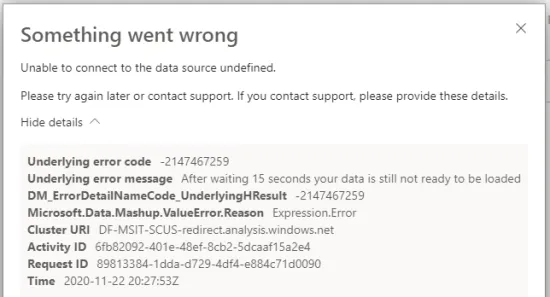 Something went wrong
Unable to connect to the data source undefined.
Please try again later or contact support. If you contact support, please provide these details.
Hide details
Underlying error code -2147467259
Underlying error message After waiting 15 seconds your data is still not ready to be loaded
DM_ErrorDetailNameCode_UnderlyingHResult -2147467259
Microsoft.Data.Mashup.ValueError.Reason Expression.Error
Cluster URI DF-MSIT-SCUS-redirect.analysis.windows.net
Activity ID 6fb82092-401e-48ef-8cb2-5dcaaf15a2e4
Request ID 89813384-1dda-d729-4df4-e884c71d0090
Time 2020-11-22 20:27:53Z